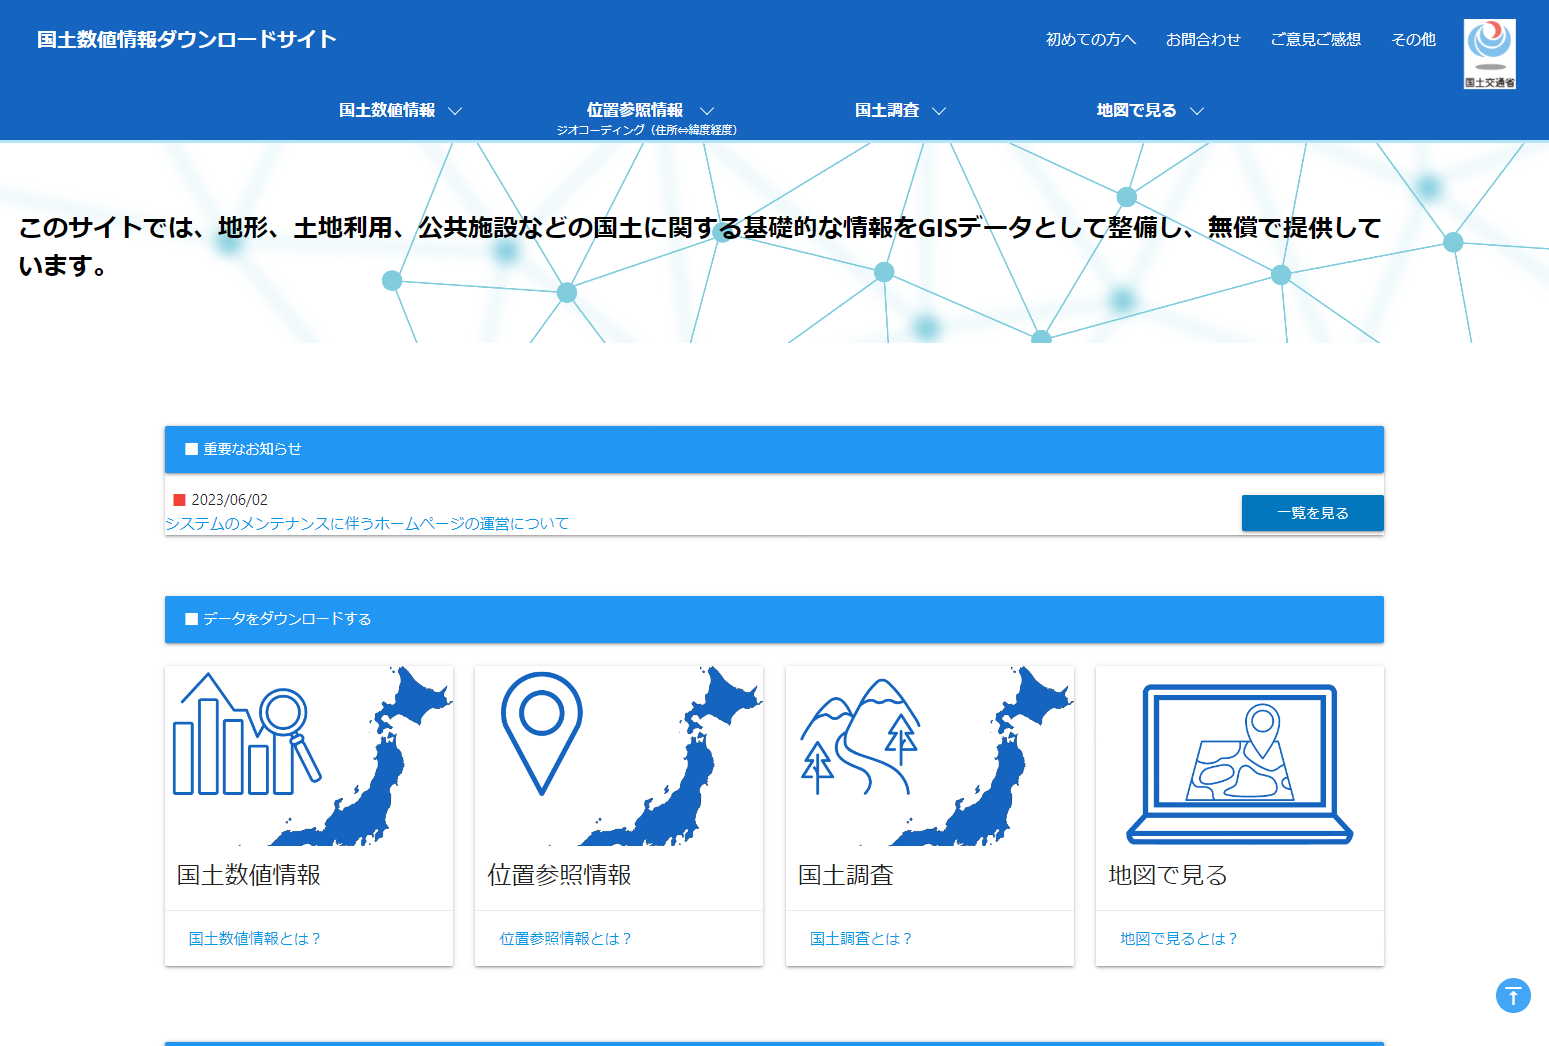 国土数値情報ダウンロードサイト
初めての方へ お問合わせ ご意見ご感想 その他
国土交通省
国土数値情報 位置参照情報 国土調査 地図で見る
ジオコーディング（住所⇔緯度経度）
このサイトでは、地形、土地利用、公共施設などの国土に関する基礎的な情報をGISデータとして整備し、無償で提供して
います。
■ 重要なお知らせ
■ 2023/06/02
システムのメンテナンスに伴うホームページの運営について
一覧を見る
■ データをダウンロードする
国土数値情報 位置参照情報 国土調査 地図で見る
国土数値情報とは？ 位置参照情報とは？ 国土調査とは？ 地図で見るとは？